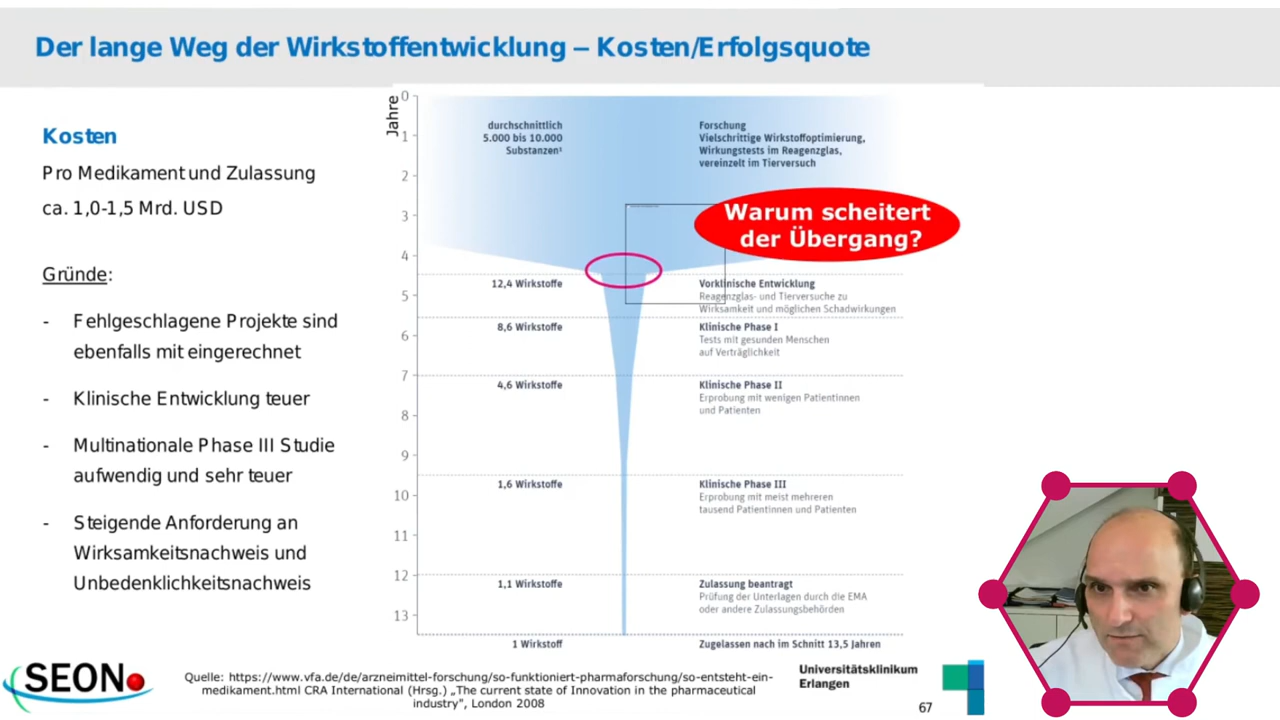 Der lange Weg der Wirkstoffentwicklung – Kosten/Erfolgsquote
Kosten
Pro Medikament und Zulassung
ca. 1,0-1,5 Mrd. USD
Gründe:
- Fehlgeschlagene Projekte sind
ebenfalls mit eingerechnet
- Klinische Entwicklung teuer
- Multinationale Phase III Studie
aufwendig und sehr teuer
- Steigende Anforderung an
Wirksamkeitsnachweis und
Unbedenklichkeitsnachweis
Jahre
0
1
2
3
4
5
6
7
8
9
10
11
12
13
durchschnittlich
5.000 bis 10.000
Substanzen¹
Forschung
Vielschrittige Wirkstoffoptimierung,
Wirkungstests im Reagenzglas,
vereinzelt im Tierversuch
Warum scheitert
der Übergang?
12,4 Wirkstoffe
Vorklinische Entwicklung
Reagenzglas- und Tierversuche zu
Wirksamkeit und möglichen Schadwirkungen
8,6 Wirkstoffe
Klinische Phase I
Tests mit gesunden Menschen
auf Verträglichkeit
4,6 Wirkstoffe
Klinische Phase II
Erprobung mit wenigen Patientinnen
und Patienten
1,6 Wirkstoffe
Klinische Phase III
Erprobung mit meist mehreren
tausend Patientinnen und Patienten
1,1 Wirkstoffe
Zulassung beantragt
Prüfung der Unterlagen durch die EMA
oder andere Zulassungsbehörden
1 Wirkstoff
Zugelassen nach im Schnitt 13,5 Jahren
SEON
Quelle: https://www.vfa.de/de/arzneimittel-forschung/so-funktioniert-pharmaforschung/so-entsteht-ein-
medikament.html CRA International (Hrsg.) „The current state of Innovation in the pharmaceutical
industry", London 2008
Universitätsklinikum
Erlangen
67